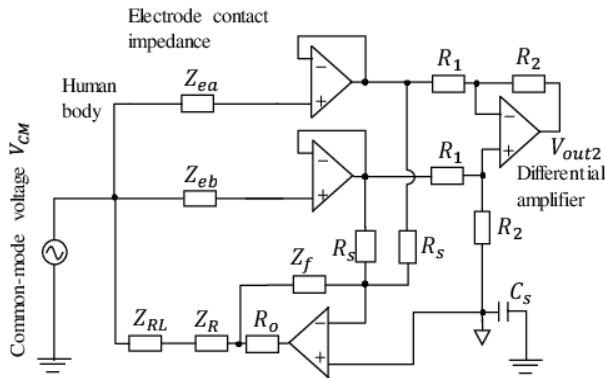 Electrode contact
impedance
Human
body
Z_ea
Z_eb
R_1
R_2
R_1
V_out2
Differential
amplifier
R_2
R_s
R_s
Z_f
Z_RL
Z_R
R_o
C_s
Common-mode voltage V_CM
−
+
−
+
−
+
−
+